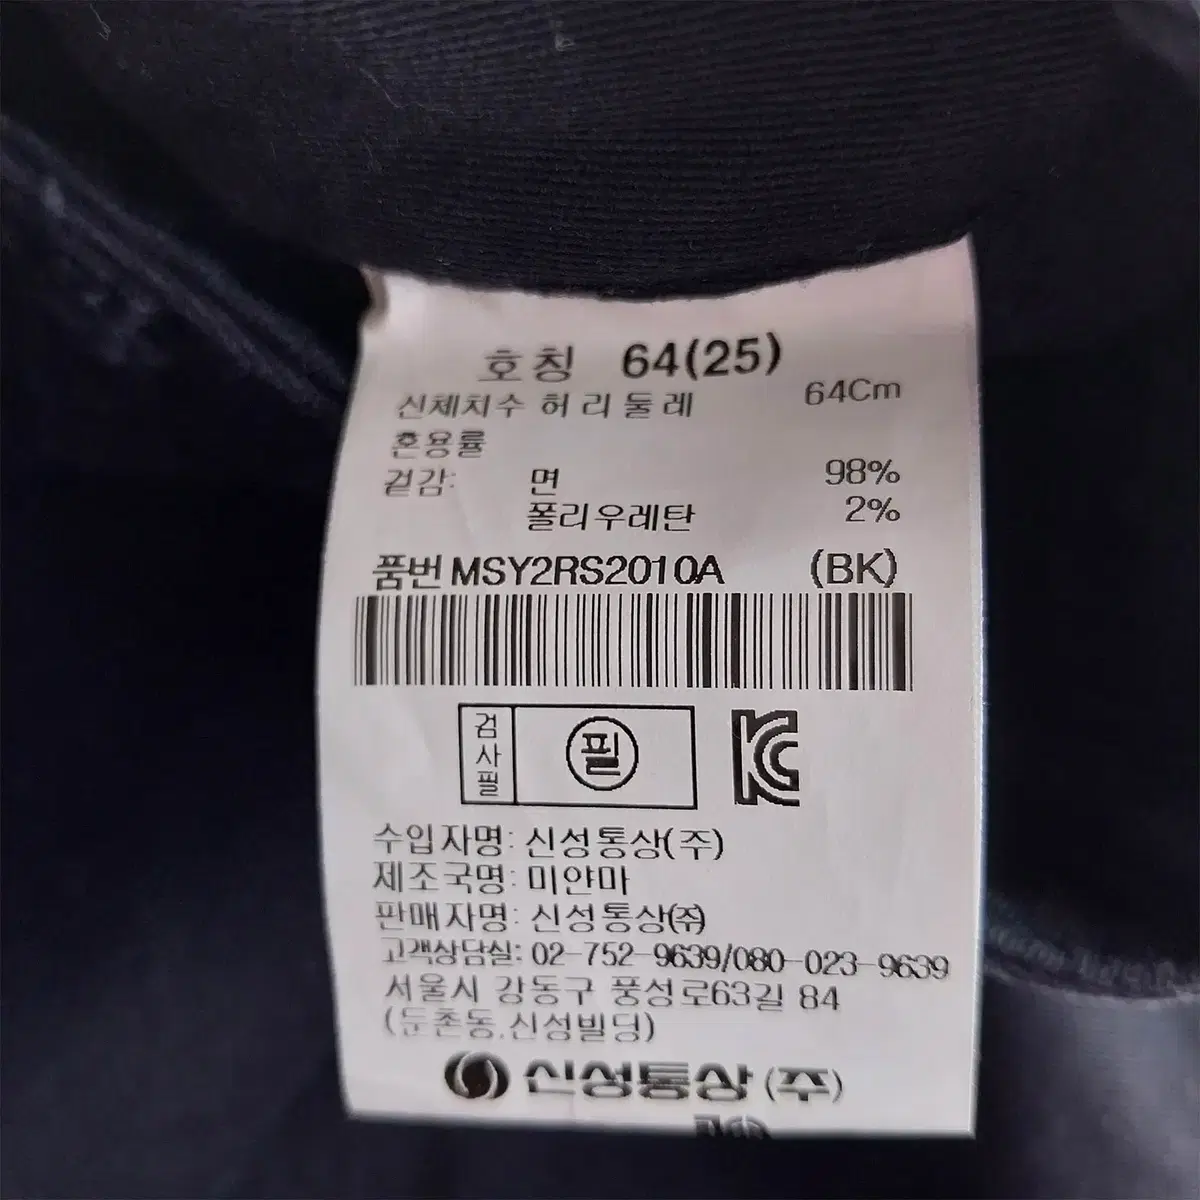 호칭 64(25)
신체치수 허리둘레 64Cm
혼용률
겉감: 면 98%
폴리우레탄 2%
품번 MSY2RS2010A (BK)
검사필 필
KC
수입자명: 신성통상(주)
제조국명: 미얀마
판매자명: 신성통상(주)
고객상담실: 02-752-9639/080-023-9639
서울시 강동구 풍성로63길 84
(둔촌동,신성빌딩)
신성통상(주)